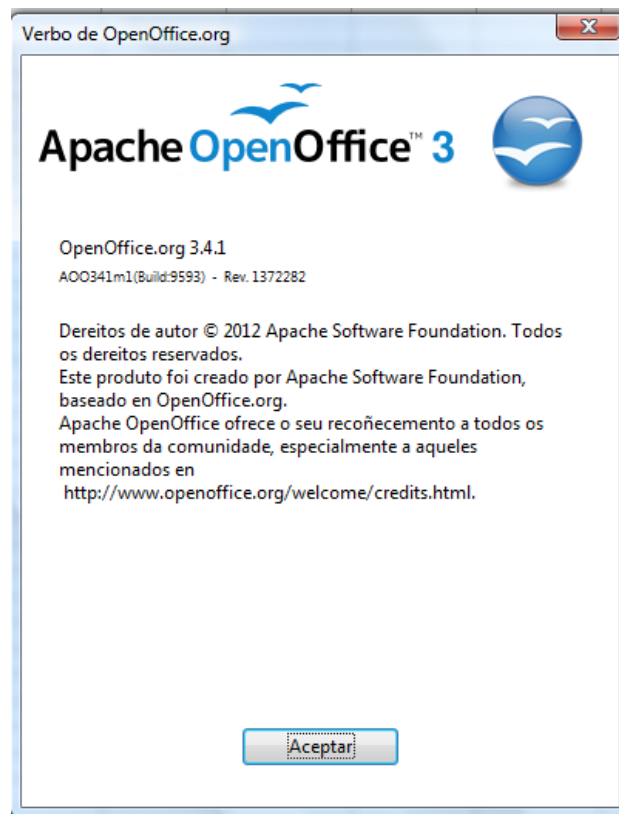 Verbo de OpenOffice.org
Apache OpenOffice™ 3
OpenOffice.org 3.4.1
AOO341m1(Build:9593) - Rev. 1372282
Dereitos de autor © 2012 Apache Software Foundation. Todos
os dereitos reservados.
Este produto foi creado por Apache Software Foundation,
baseado en OpenOffice.org.
Apache OpenOffice ofrece o seu recoñecemento a todos os
membros da comunidade, especialmente a aqueles
mencionados en
http://www.openoffice.org/welcome/credits.html.
Aceptar